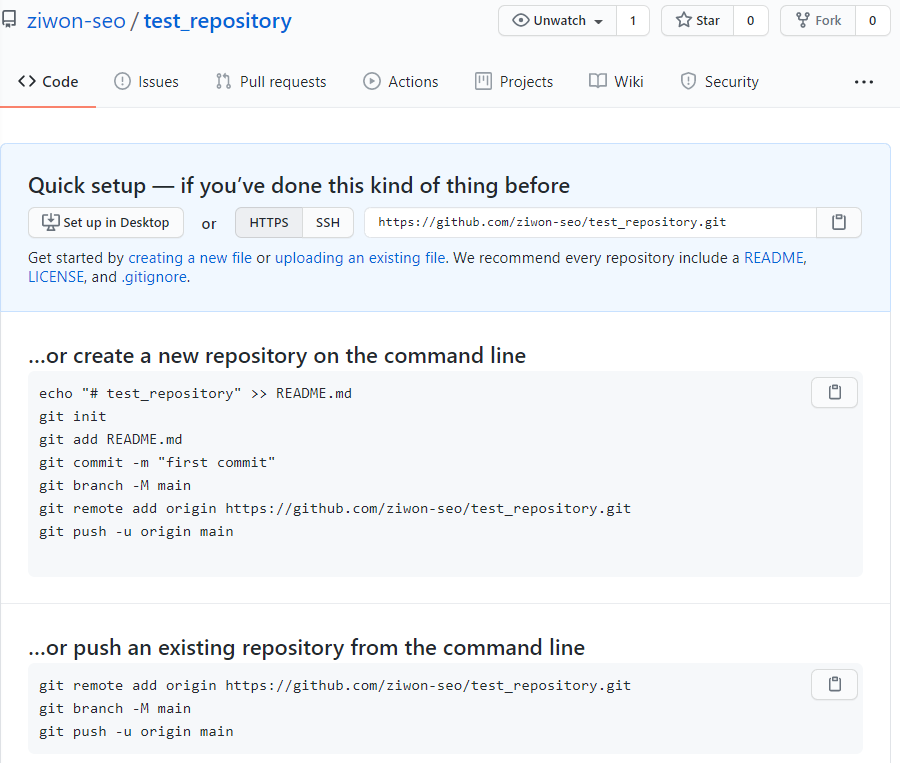 ziwon-seo / test_repository
Unwatch 1 Star 0 Fork 0
Code Issues Pull requests Actions Projects Wiki Security
Quick setup — if you’ve done this kind of thing before
Set up in Desktop or HTTPS SSH https://github.com/ziwon-seo/test_repository.git
Get started by creating a new file or uploading an existing file. We recommend every repository include a README,
LICENSE, and .gitignore.
…or create a new repository on the command line
echo "# test_repository" >> README.md
git init
git add README.md
git commit -m "first commit"
git branch -M main
git remote add origin https://github.com/ziwon-seo/test_repository.git
git push -u origin main
…or push an existing repository from the command line
git remote add origin https://github.com/ziwon-seo/test_repository.git
git branch -M main
git push -u origin main